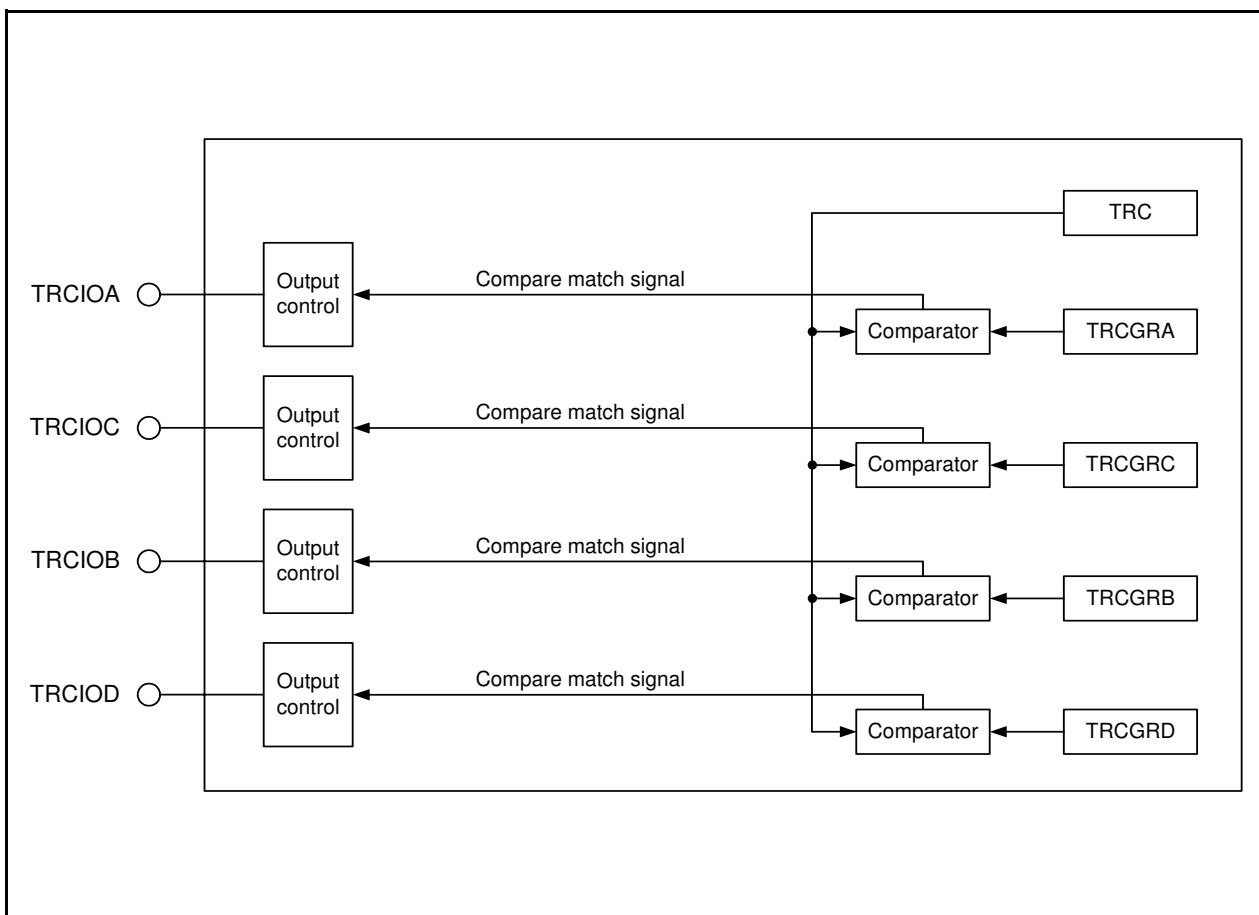 TRC
TRCIOA
Output
control
Compare match signal
Comparator
TRCGRA
TRCIOC
Output
control
Compare match signal
Comparator
TRCGRC
TRCIOB
Output
control
Compare match signal
Comparator
TRCGRB
TRCIOD
Output
control
Compare match signal
Comparator
TRCGRD